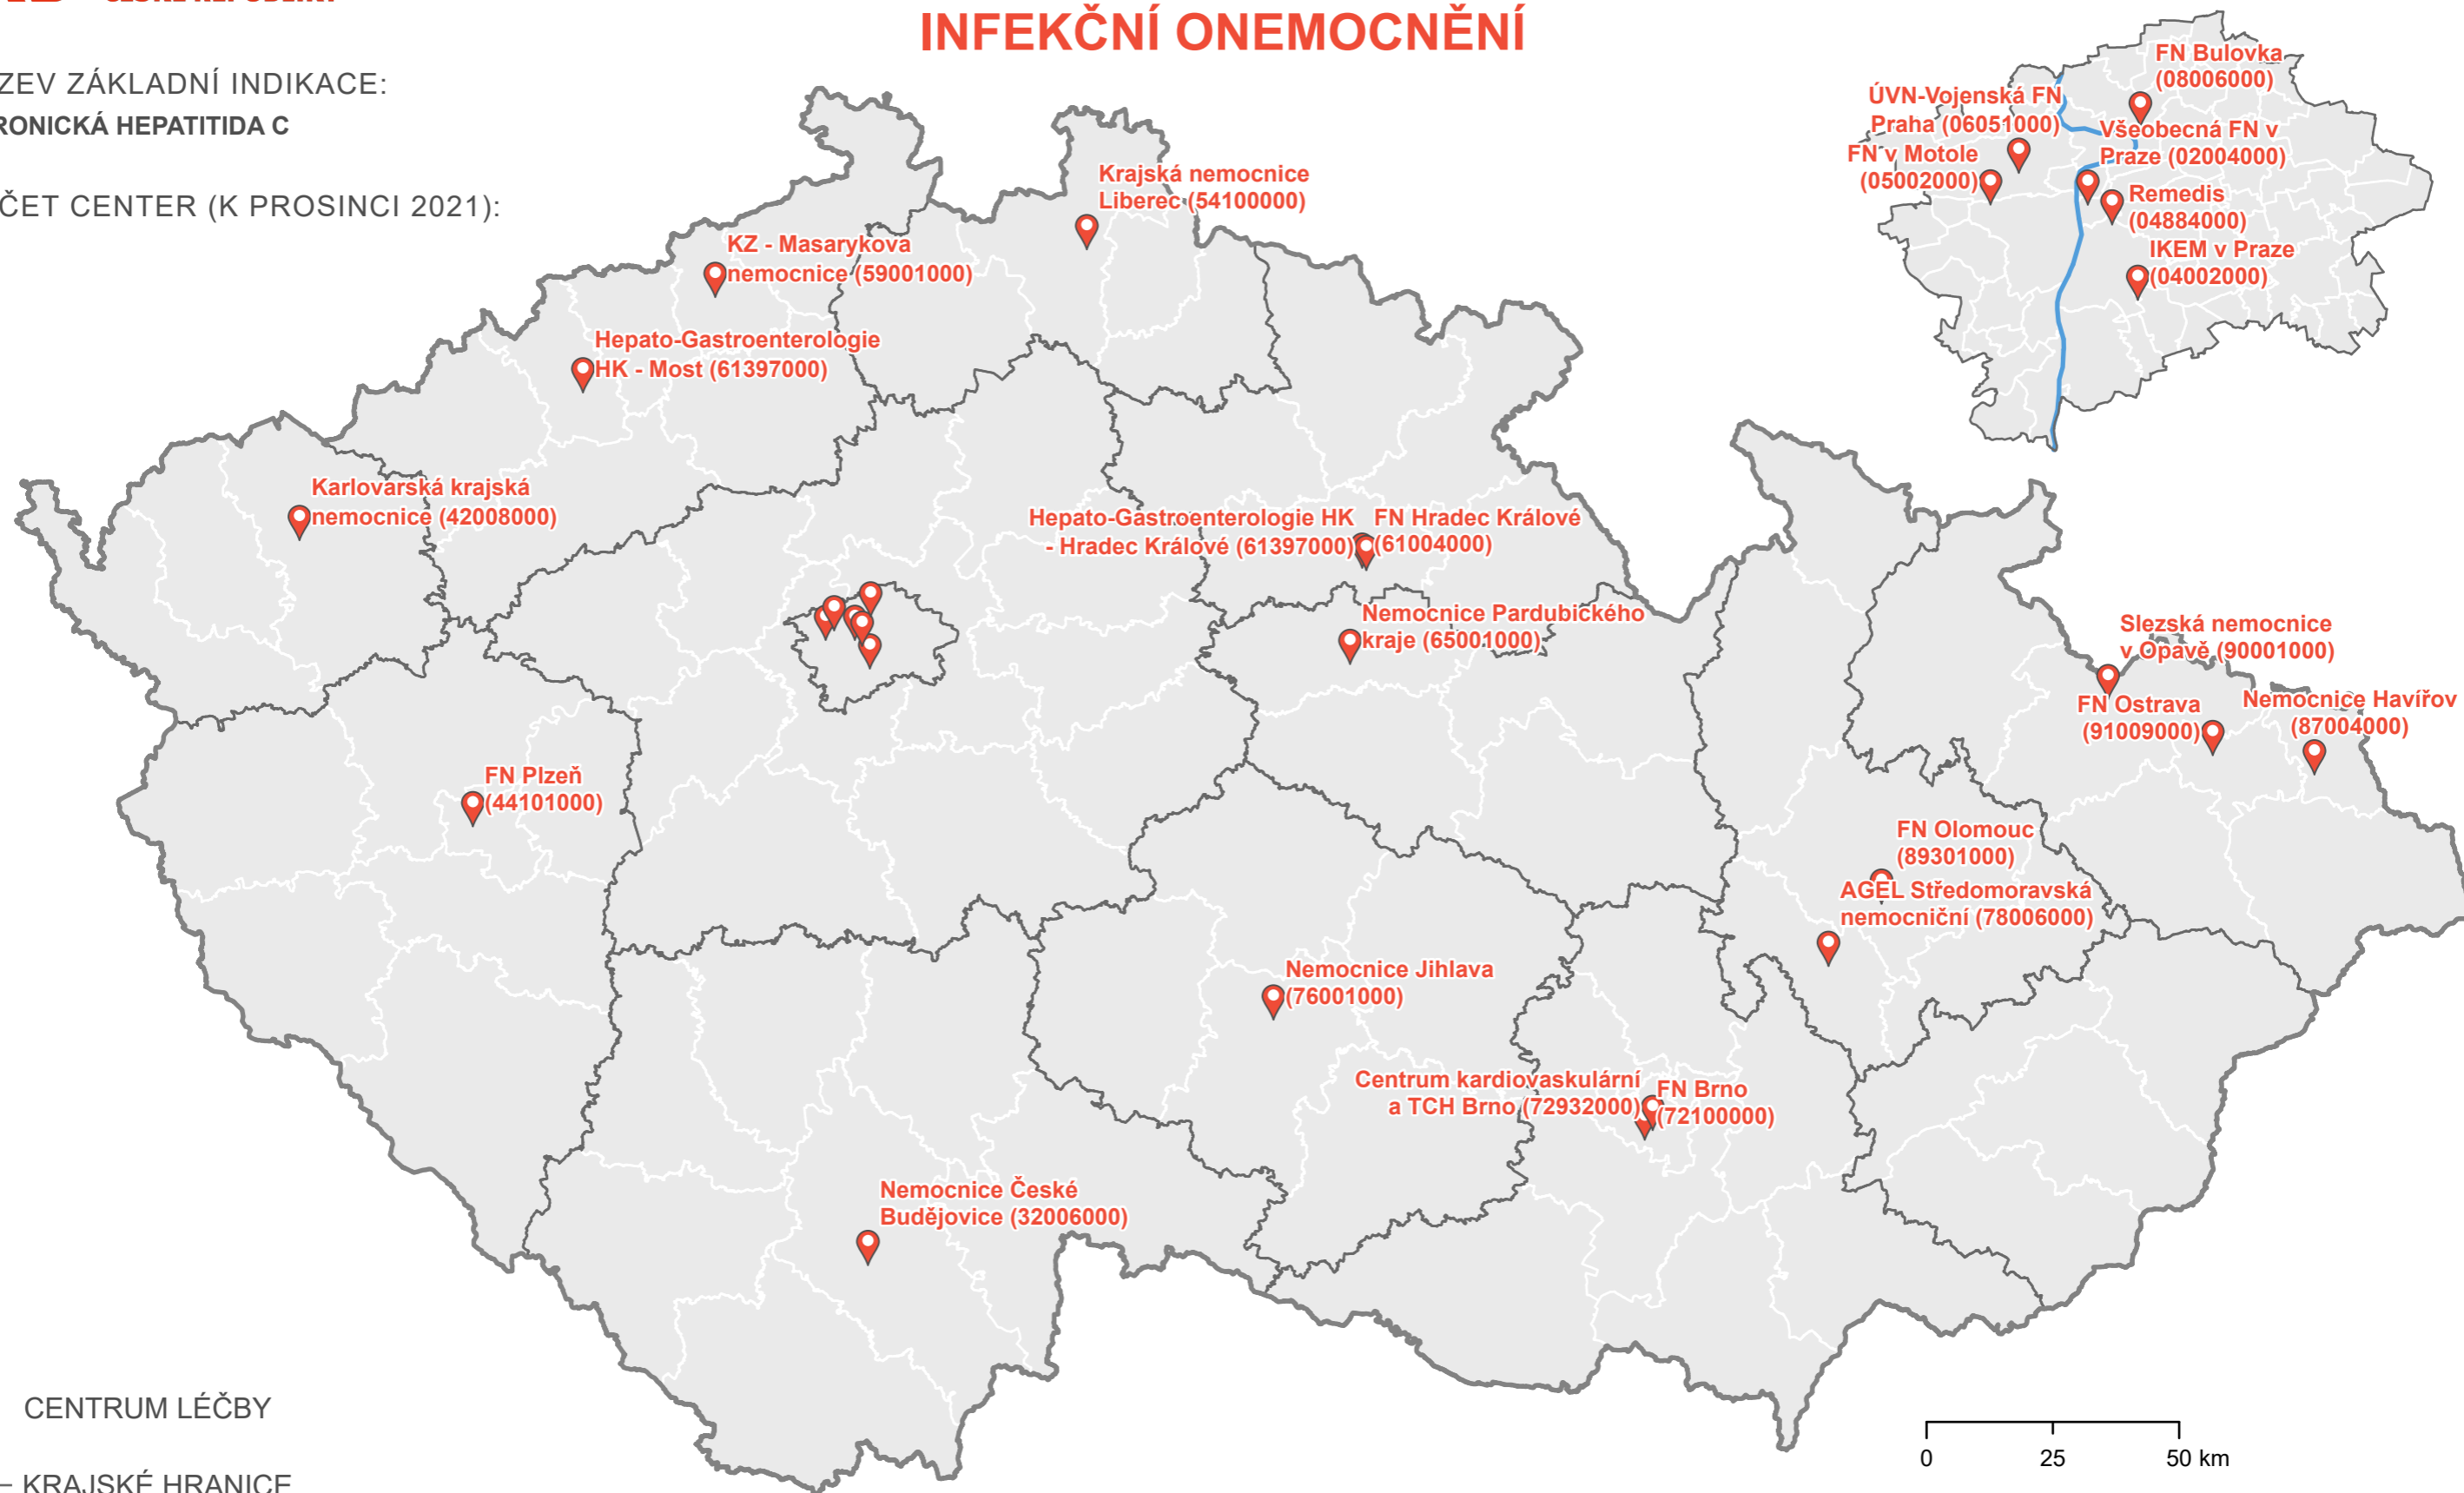 INFEKČNÍ ONEMOCNĚNÍ
ZEV ZÁKLADNÍ INDIKACE:
RONICKÁ HEPATITIDA C
ČET CENTER (K PROSINCI 2021):
FN Bulovka
(08006000)
ÚVN-Vojenská FN
Praha (06051000)
Všeobecná FN v
Praze (02004000)
FN v Motole
(05002000)
Remedis
(04884000)
IKEM v Praze
(04002000)
Krajská nemocnice
Liberec (54100000)
KZ - Masarykova
nemocnice (59001000)
Hepato-Gastroenterologie
HK - Most (61397000)
Karlovarská krajská
nemocnice (42008000)
Hepato-Gastroenterologie HK
- Hradec Králové (61397000)
FN Hradec Králové
(61004000)
Nemocnice Pardubického
kraje (65001000)
Slezská nemocnice
v Opavě (90001000)
FN Ostrava
(91009000)
Nemocnice Havířov
(87004000)
FN Plzeň
(44101000)
FN Olomouc
(89301000)
AGEL Středomoravská
nemocniční (78006000)
Nemocnice Jihlava
(76001000)
Centrum kardiovaskulární
a TCH Brno (72932000)
FN Brno
(72100000)
Nemocnice České
Budějovice (32006000)
CENTRUM LÉČBY
KRAJSKÉ HRANICE
0 25 50 km